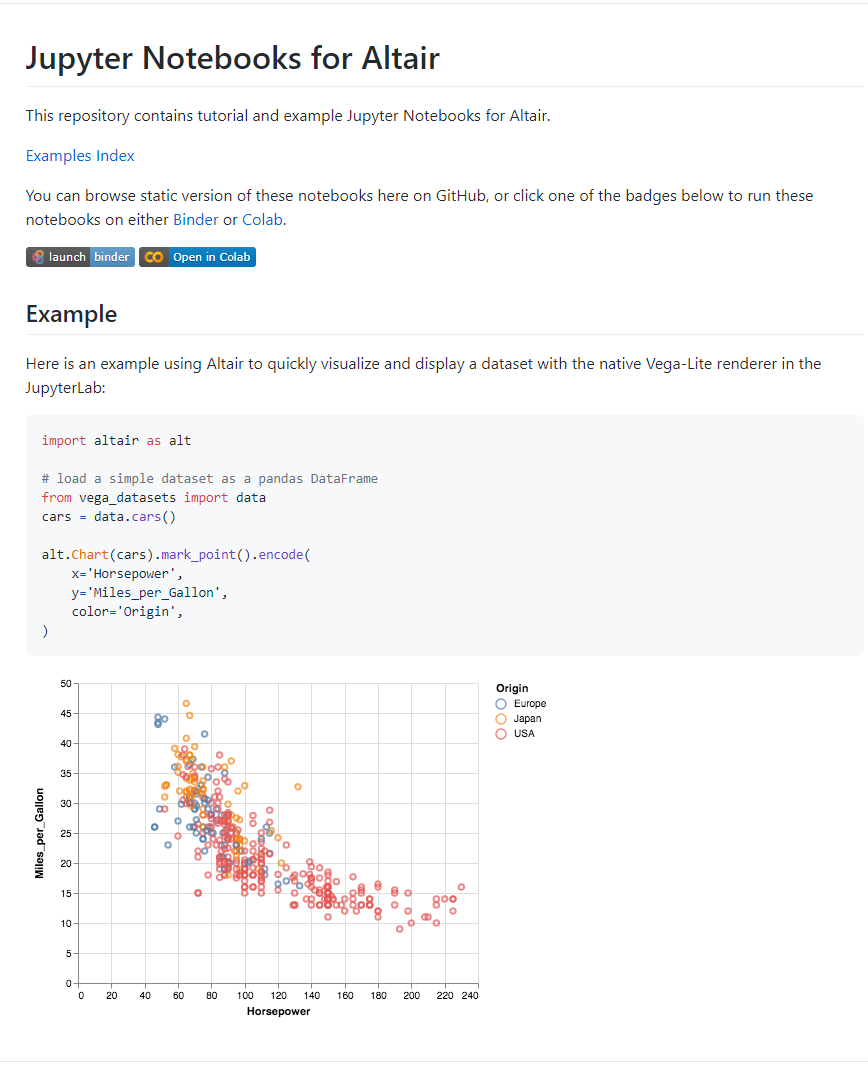 Jupyter Notebooks for Altair
This repository contains tutorial and example Jupyter Notebooks for Altair.
Examples Index
You can browse static version of these notebooks here on GitHub, or click one of the badges below to run these
notebooks on either Binder or Colab.
launch binder Open in Colab
Example
Here is an example using Altair to quickly visualize and display a dataset with the native Vega-Lite renderer in the
JupyterLab:
import altair as alt
# load a simple dataset as a pandas DataFrame
from vega_datasets import data
cars = data.cars()
alt.Chart(cars).mark_point().encode(
    x='Horsepower',
    y='Miles_per_Gallon',
    color='Origin',
)
50
45
40
35
30
25
20
15
10
5
0
Miles_per_Gallon
0 20 40 60 80 100 120 140 160 180 200 220 240
Horsepower
Origin
Europe
Japan
USA